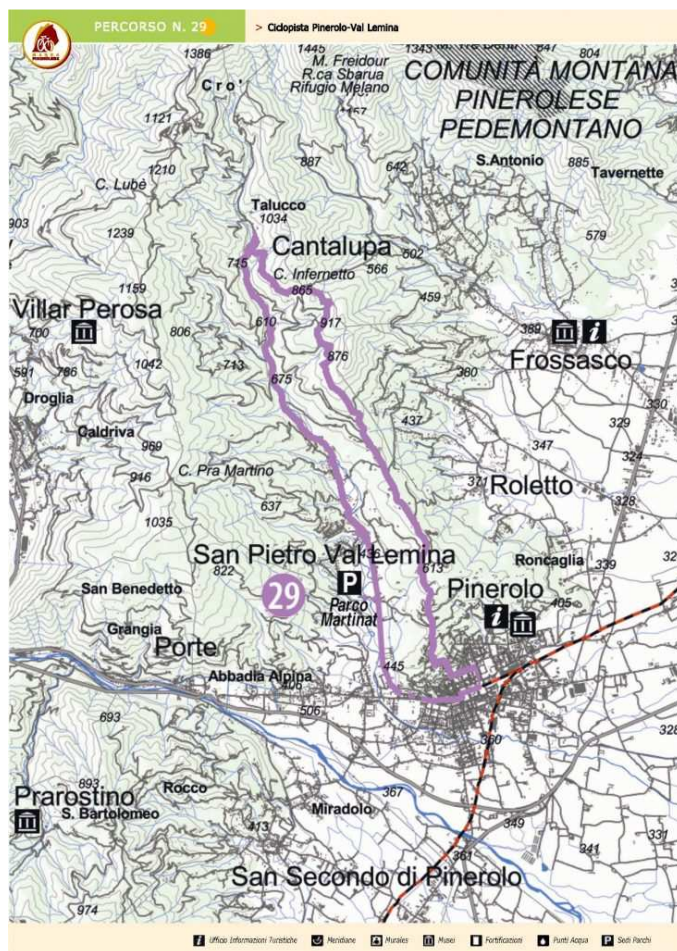 PERCORSO N. 29
> Ciclopista Pinerolo-Val Lemina
1386
1445
1343
847
804
M. Freidour
R.ca Sbarua
Rifugio Melano
Cro'
COMUNITÀ MONTANA
PINEROLESE
PEDEMONTANO
1121
1210
C. Lubè
887
642
S.Antonio
885
Tavernette
903
1239
Talucco
1034
Cantalupa
579
602
566
715
C. Infernetto
865
1159
459
Villar Perosa
700
806
610
917
389
Frossasco
591
786
1042
713
876
380
330
Droglia
675
Caldriva
969
437
329
347
324
916
C. Pra Martino
371
Roletto
328
637
1035
San Pietro Val Lemina
436
Roncaglia
822
613
339
San Benedetto
29
P
Pinerolo
405
Parco
Martinat
Grangia
Porte
445
Abbadia Alpina
406
506
693
360
328
893
Rocco
367
Prarostino
S. Bartolomeo
Miradolo
349
413
331
361
341
San Secondo di Pinerolo
974
Ufficio Informazioni Turistiche
Meridiane
Murales
Musei
Fortificazioni
Punti Acqua
P
Sedi Parchi